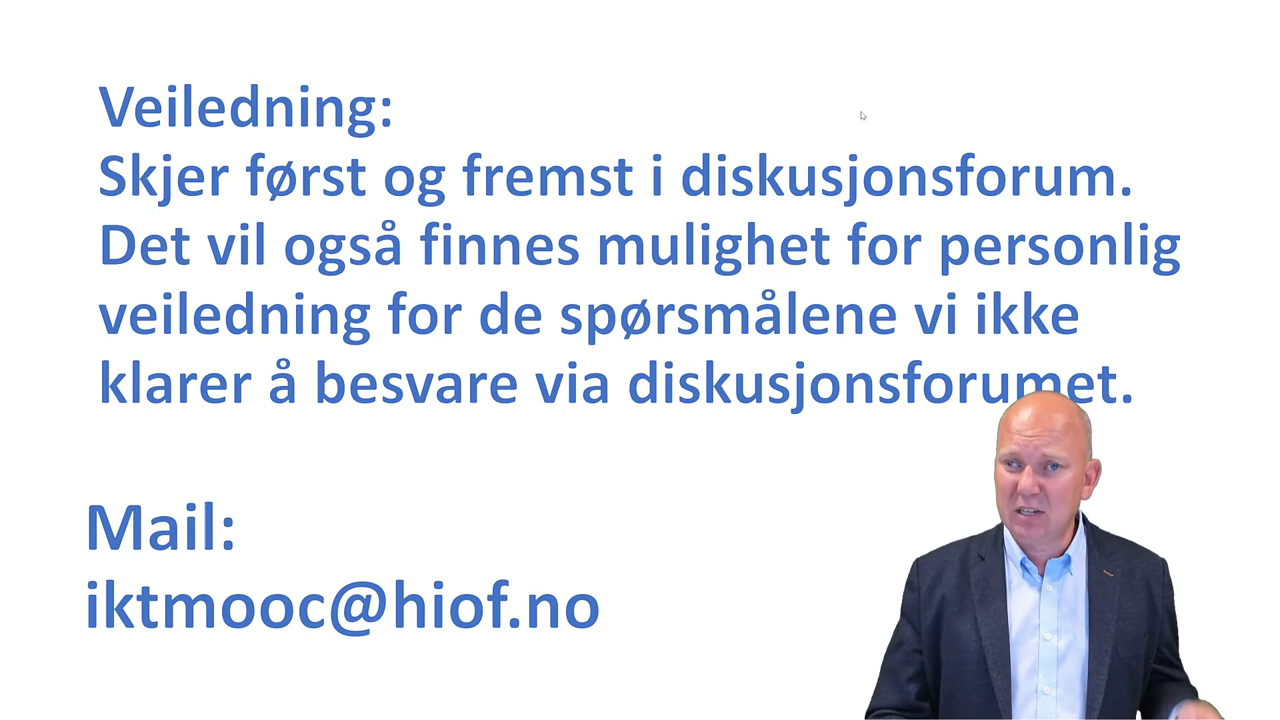 Veiledning:
Skjer først og fremst i diskusjonsforum.
Det vil også finnes mulighet for personlig
veiledning for de spørsmålene vi ikke
klarer å besvare via diskusjonsforumet.
Mail:
iktmooc@hiof.no